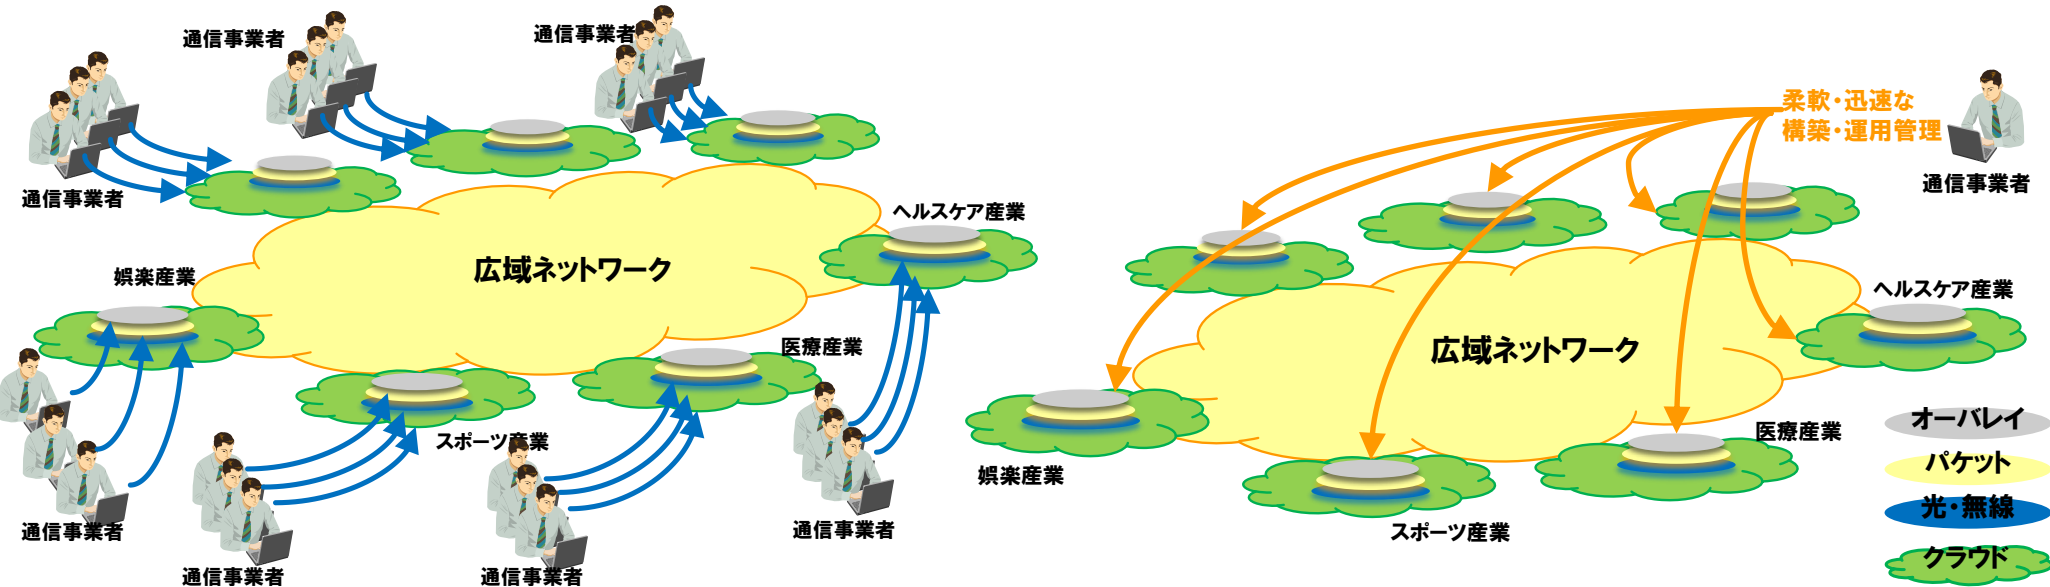 通信事業者
通信事業者
通信事業者
通信事業者
広域ネットワーク
ヘルスケア産業
娯楽産業
医療産業
スポーツ産業
通信事業者
通信事業者
通信事業者
通信事業者
柔軟・迅速な
構築・運用管理
通信事業者
広域ネットワーク
ヘルスケア産業
娯楽産業
医療産業
スポーツ産業
オーバレイ
パケット
光・無線
クラウド